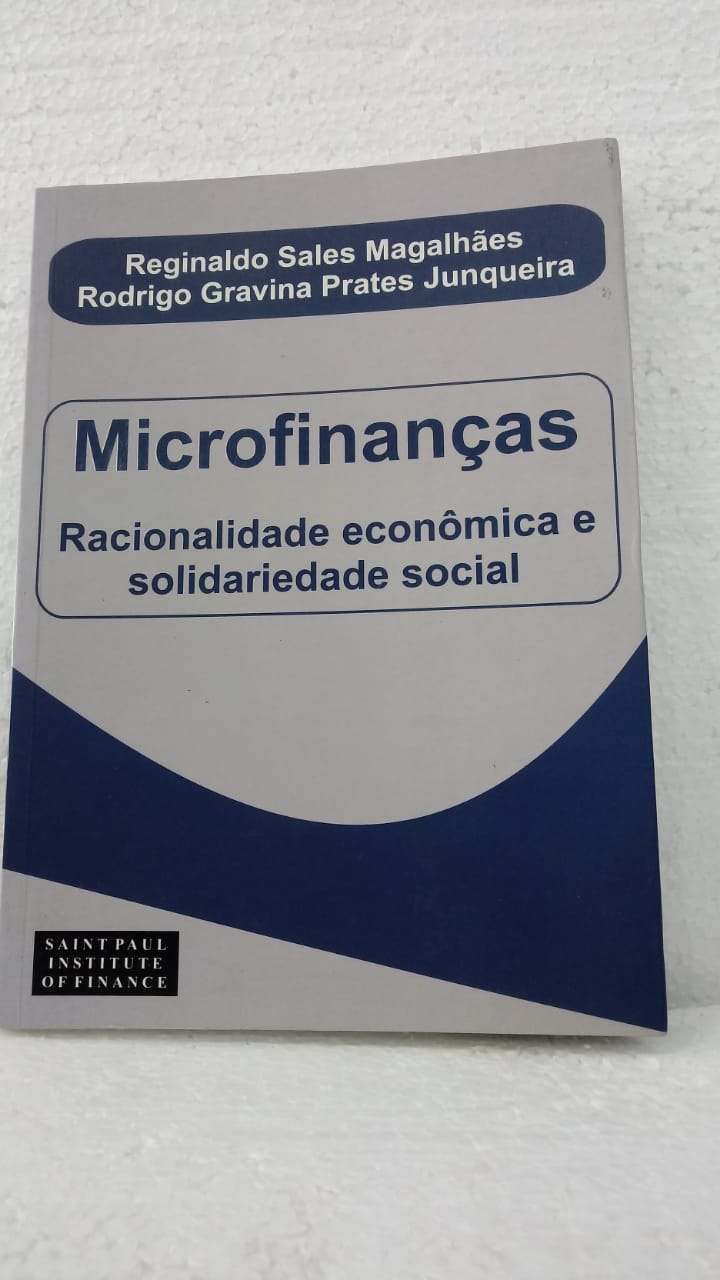 Reginaldo Sales Magalhães
Rodrigo Gravina Prates Junqueira
Microfinanças
Racionalidade econômica e
solidariedade social
SAINT PAUL
INSTITUTE
OF FINANCE